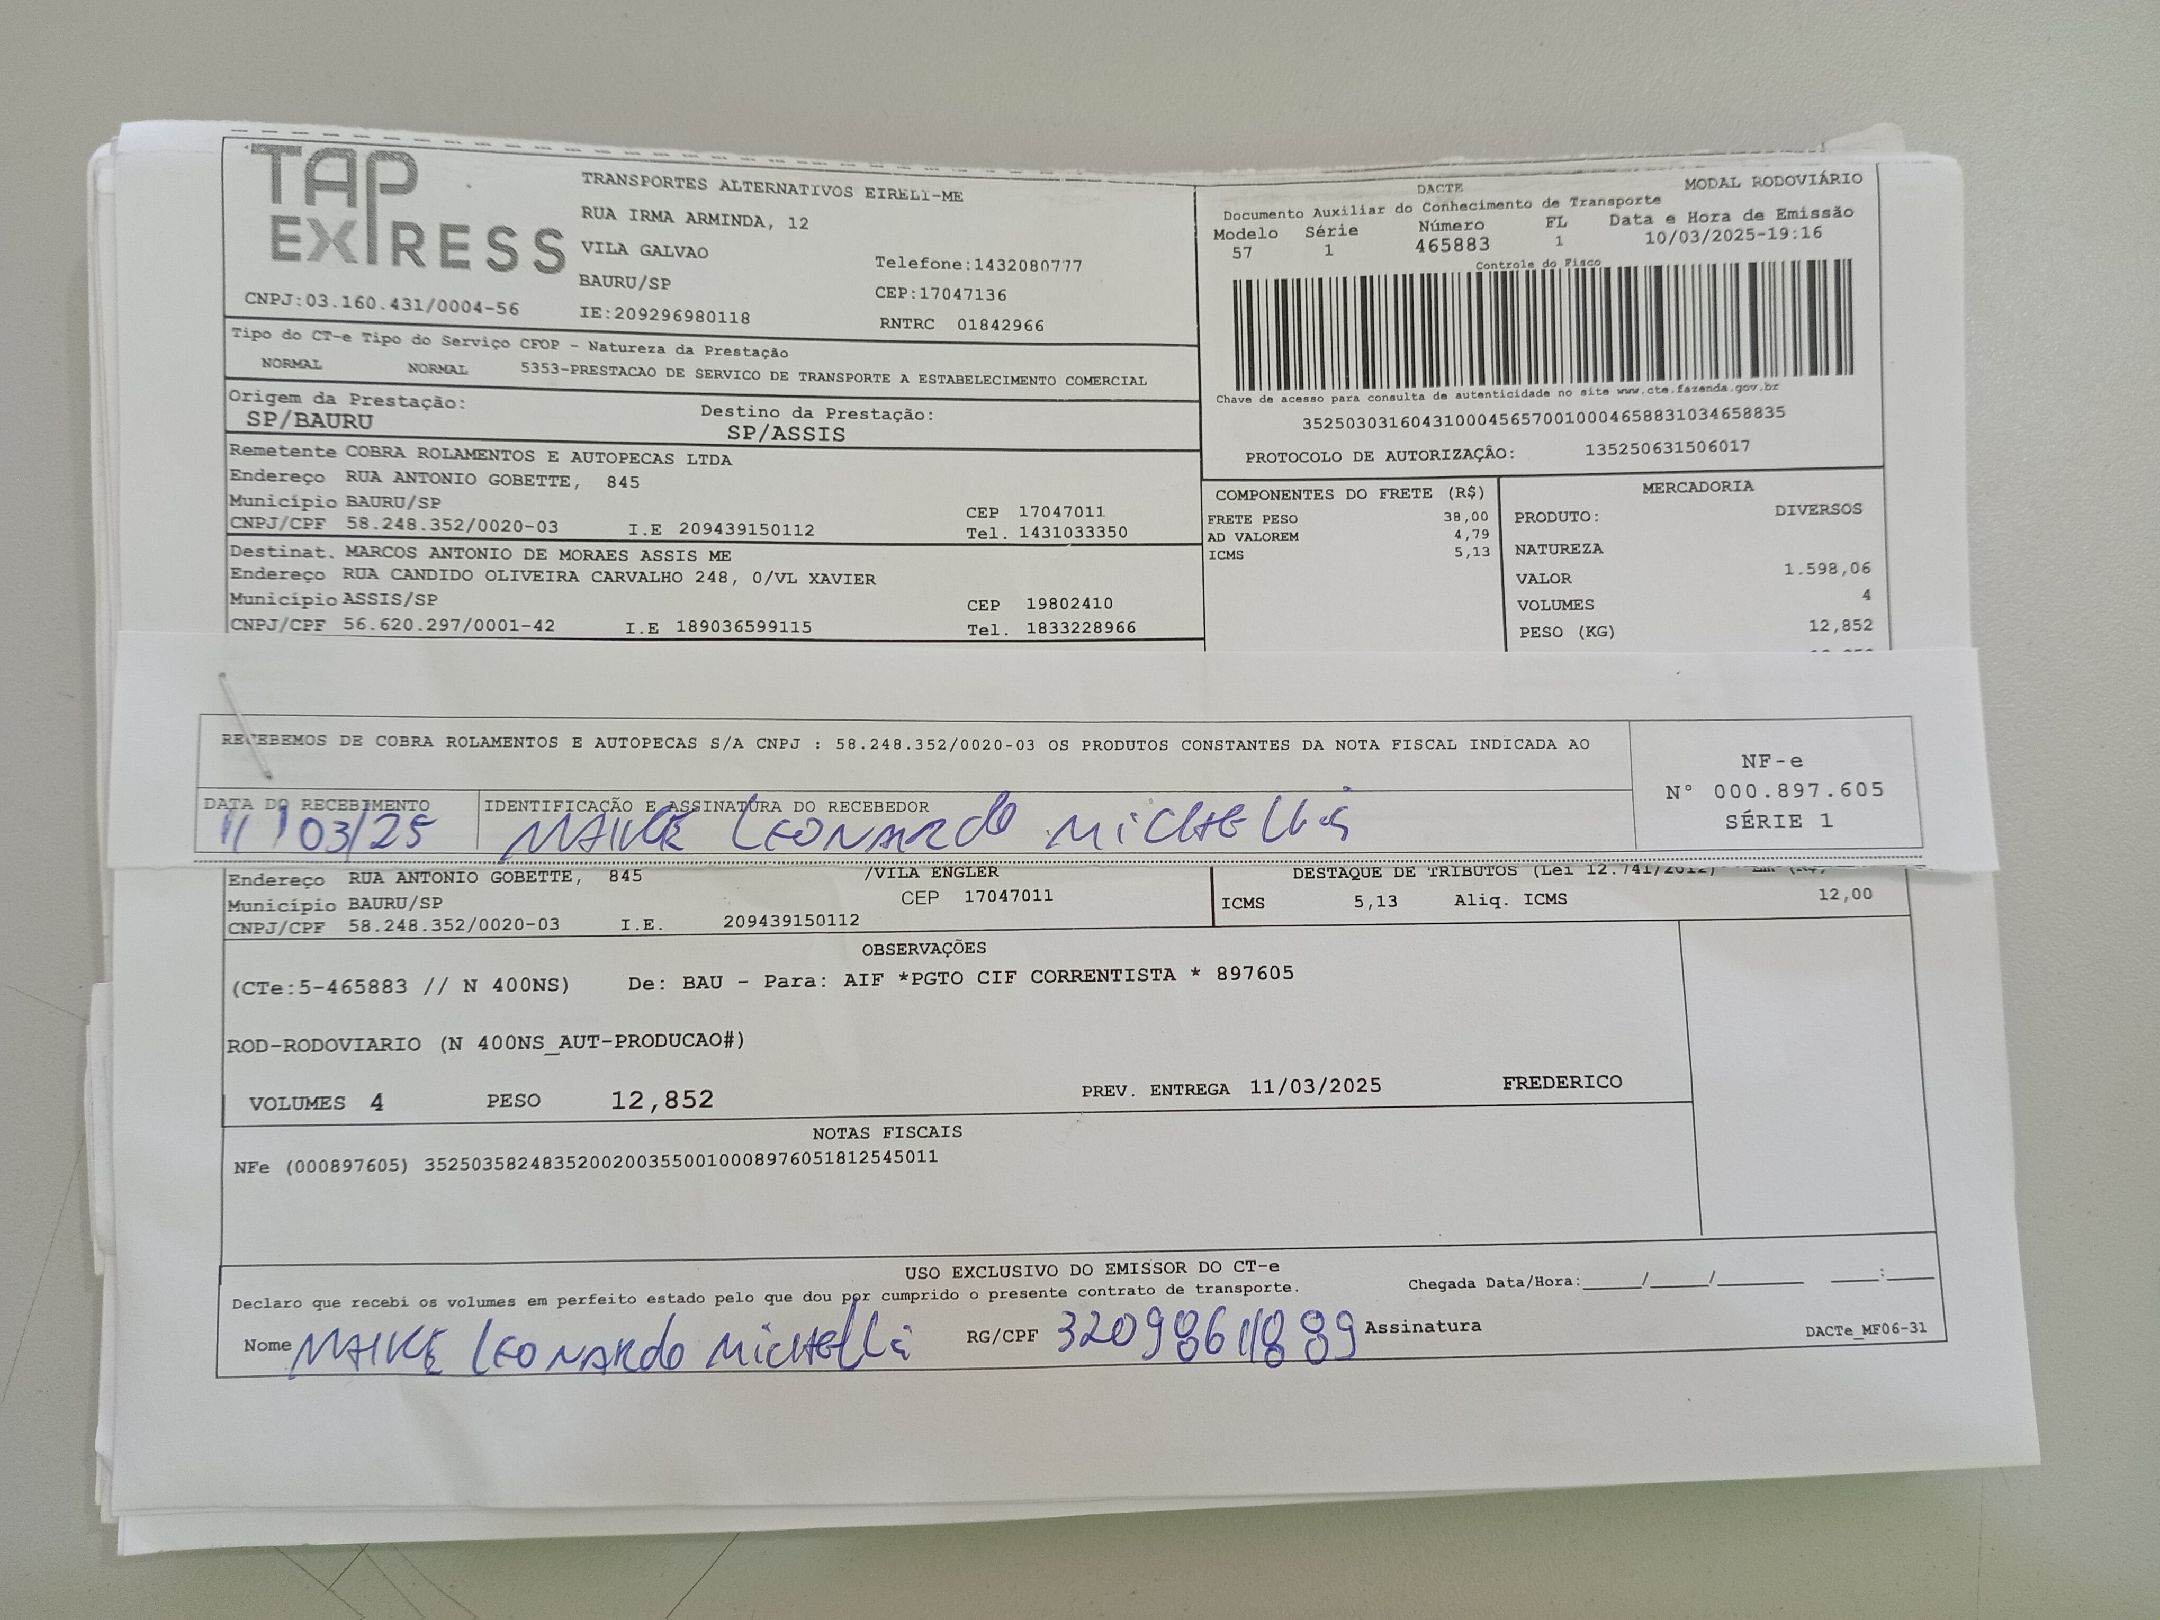 TAP
EXPRESS
TRANSPORTES ALTERNATIVOS EIRELI-ME
RUA IRMA ARMINDA, 12
VILA GALVAO
BAURU/SP
Telefone:1432080777
CEP:17047136
CNPJ:03.160.431/0004-56
IE:209296980118
RNTRC 01842966
DACTE
MODAL RODOVIÁRIO
Documento Auxiliar do Conhecimento de Transporte
Modelo Série Número FL Data e Hora de Emissão
57 1 465883 1 10/03/2025-19:16
Controle do Fisco
Chave de acesso para consulta de autenticidade no site www.cte.fazenda.gov.br
35250303160431000456570010004658831034658835
PROTOCOLO DE AUTORIZAÇÃO: 135250631506017
Tipo do CT-e Tipo do Serviço CFOP - Natureza da Prestação
NORMAL NORMAL 5353-PRESTACAO DE SERVICO DE TRANSPORTE A ESTABELECIMENTO COMERCIAL
Origem da Prestação: Destino da Prestação:
SP/BAURU SP/ASSIS
Remetente COBRA ROLAMENTOS E AUTOPECAS LTDA
Endereço RUA ANTONIO GOBETTE, 845
Município BAURU/SP CEP 17047011
CNPJ/CPF 58.248.352/0020-03 I.E 209439150112 Tel. 1431033350
Destinat. MARCOS ANTONIO DE MORAES ASSIS ME
Endereço RUA CANDIDO OLIVEIRA CARVALHO 248, 0/VL XAVIER
Município ASSIS/SP CEP 19802410
CNPJ/CPF 56.620.297/0001-42 I.E 189036599115 Tel. 1833228966
COMPONENTES DO FRETE (R$)
FRETE PESO 38,00
AD VALOREM 4,79
ICMS 5,13
MERCADORIA
PRODUTO: DIVERSOS
NATUREZA
VALOR 1.598,06
VOLUMES 4
PESO (KG) 12,852
RECEBEMOS DE COBRA ROLAMENTOS E AUTOPECAS S/A CNPJ : 58.248.352/0020-03 OS PRODUTOS CONSTANTES DA NOTA FISCAL INDICADA AO
NF-e
N° 000.897.605
SÉRIE 1
DATA DO RECEBIMENTO IDENTIFICAÇÃO E ASSINATURA DO RECEBEDOR
11/03/25 MAIKE LEONARDO MICHELLI
Endereço RUA ANTONIO GOBETTE, 845 /VILA ENGLER
Município BAURU/SP CEP 17047011
CNPJ/CPF 58.248.352/0020-03 I.E. 209439150112
DESTAQUE DE TRIBUTOS (Lei 12.741/2012)
ICMS 5,13 Aliq. ICMS 12,00
OBSERVAÇÕES
(CTe:5-465883 // N 400NS) De: BAU - Para: AIF *PGTO CIF CORRENTISTA * 897605
ROD-RODOVIARIO (N 400NS_AUT-PRODUCAO#)
VOLUMES 4 PESO 12,852 PREV. ENTREGA 11/03/2025 FREDERICO
NOTAS FISCAIS
NFe (000897605) 35250358248352002003550010008976051812545011
USO EXCLUSIVO DO EMISSOR DO CT-e
Declaro que recebi os volumes em perfeito estado pelo que dou por cumprido o presente contrato de transporte.
Chegada Data/Hora:____/____/______ ___:___
Nome MAIKE LEONARDO MICHELLI RG/CPF 32098611889 Assinatura
DACTe_MF06-31